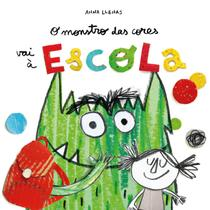 ANNA LLENAS
O monstro das cores
vai à
ESCOLA